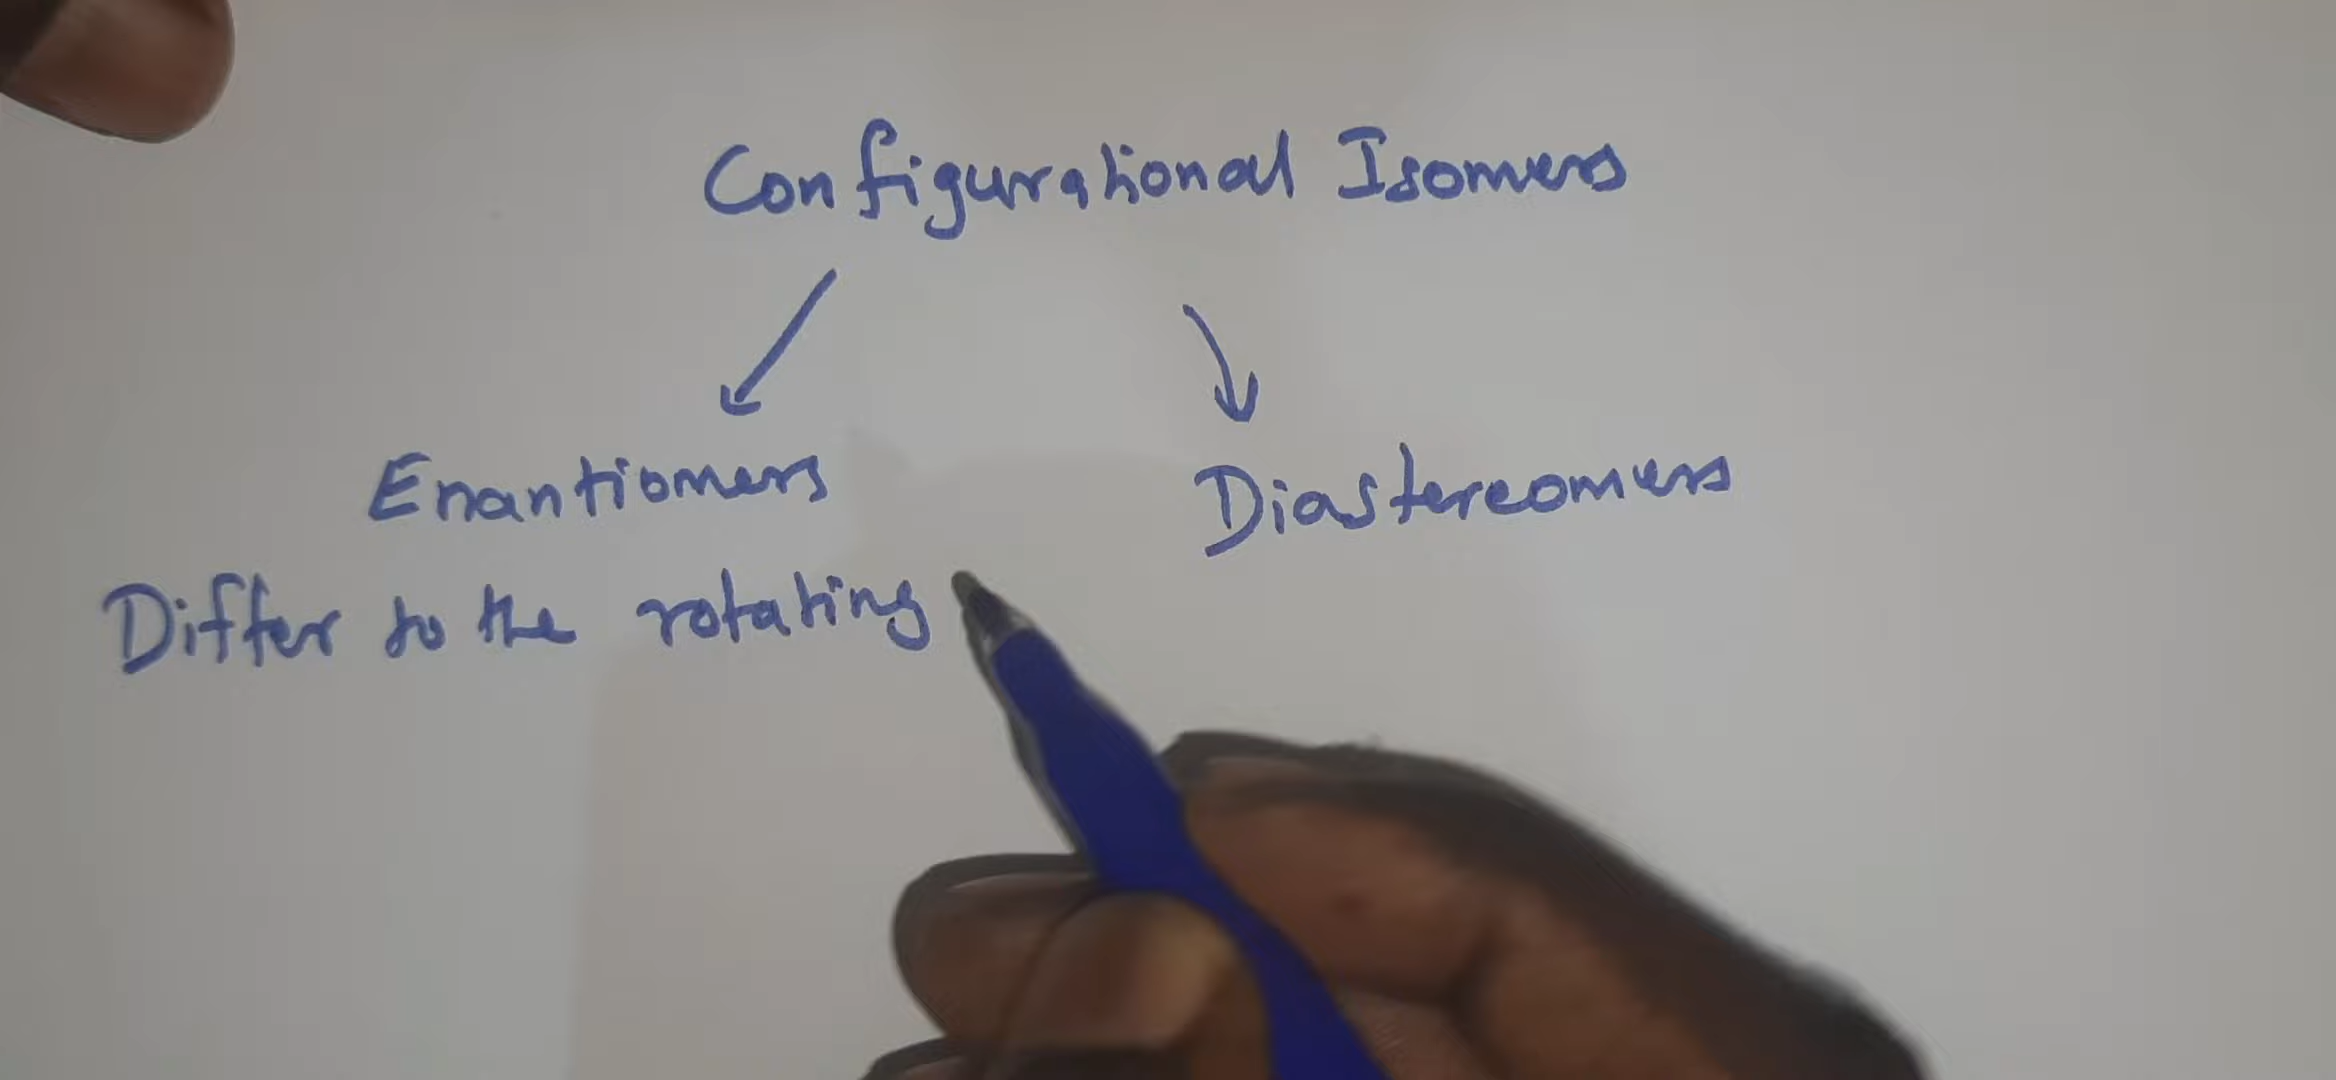 Configurational Isomers
Enantiomers Diastereomers
Differ to the rotating